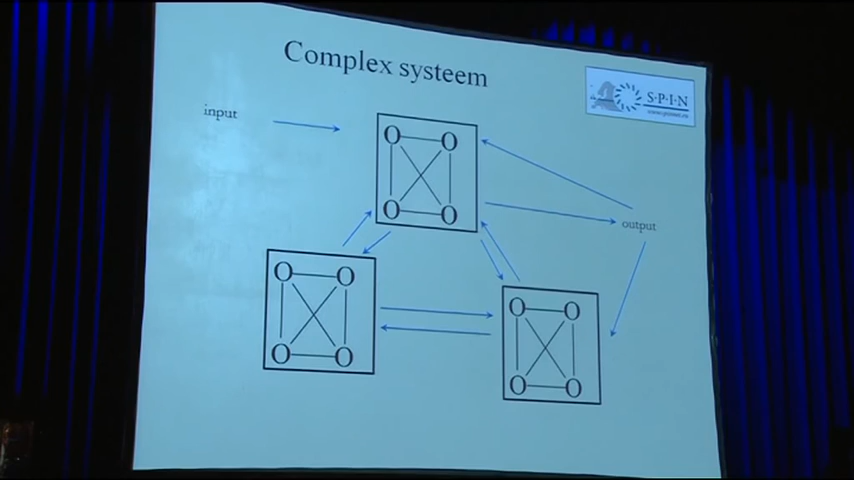 Complex systeem
S·P·I·N
input
O O
O O
output
O O
O O
O O
O O